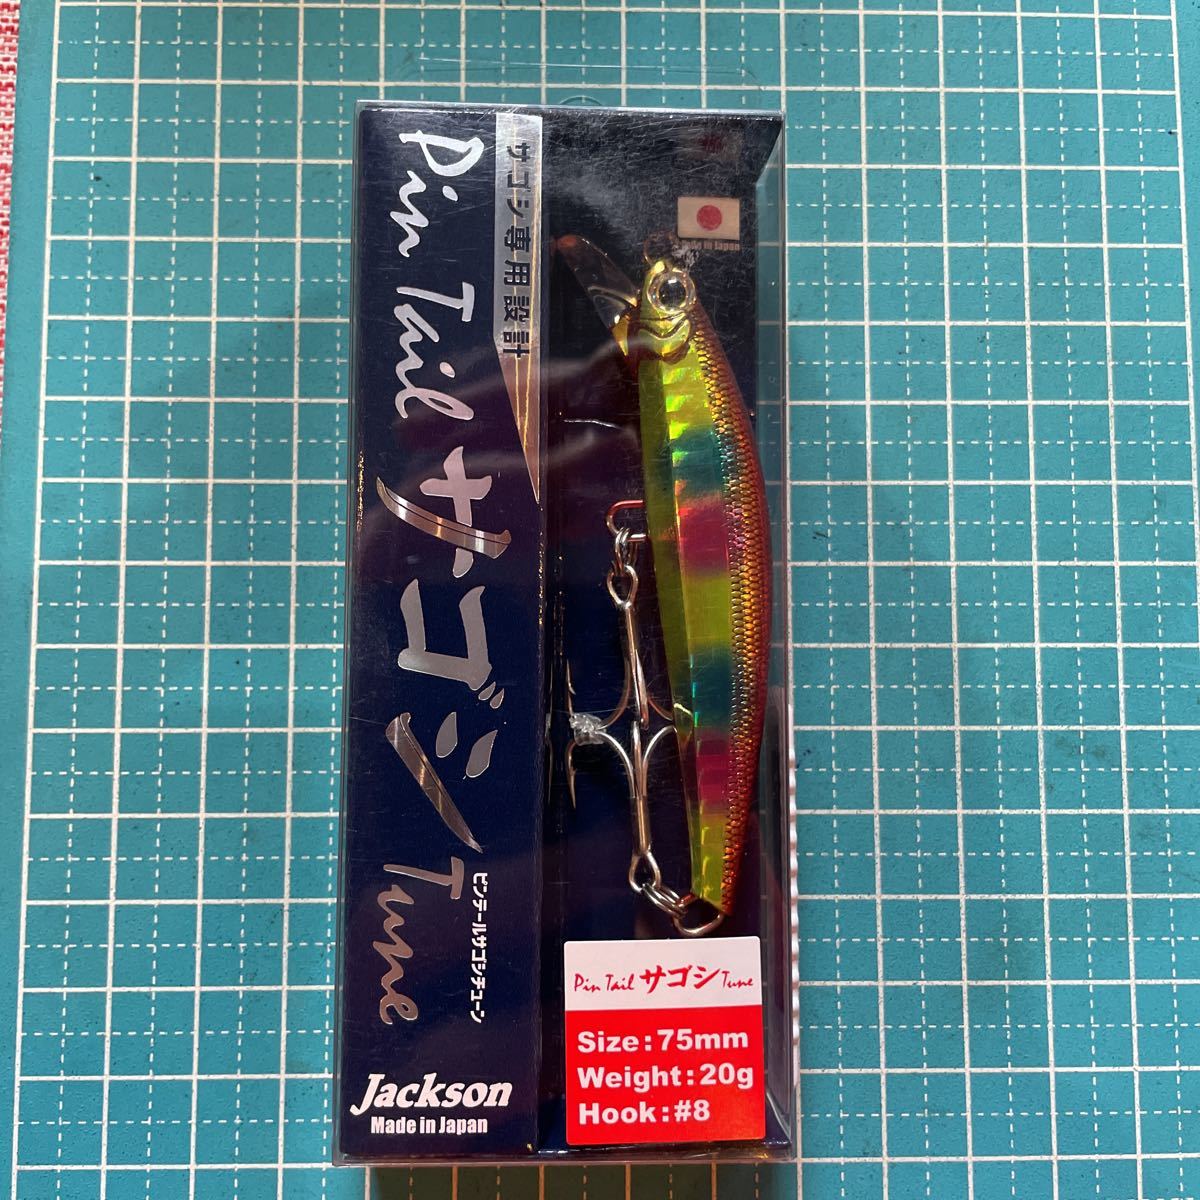 サゴシ専用設計
Pin Tail サゴシ Tune
ピンテールサゴシチューン
Jackson
Made in Japan
Made in Japan
Pin Tail サゴシ Tune
Size:75mm
Weight:20g
Hook:#8